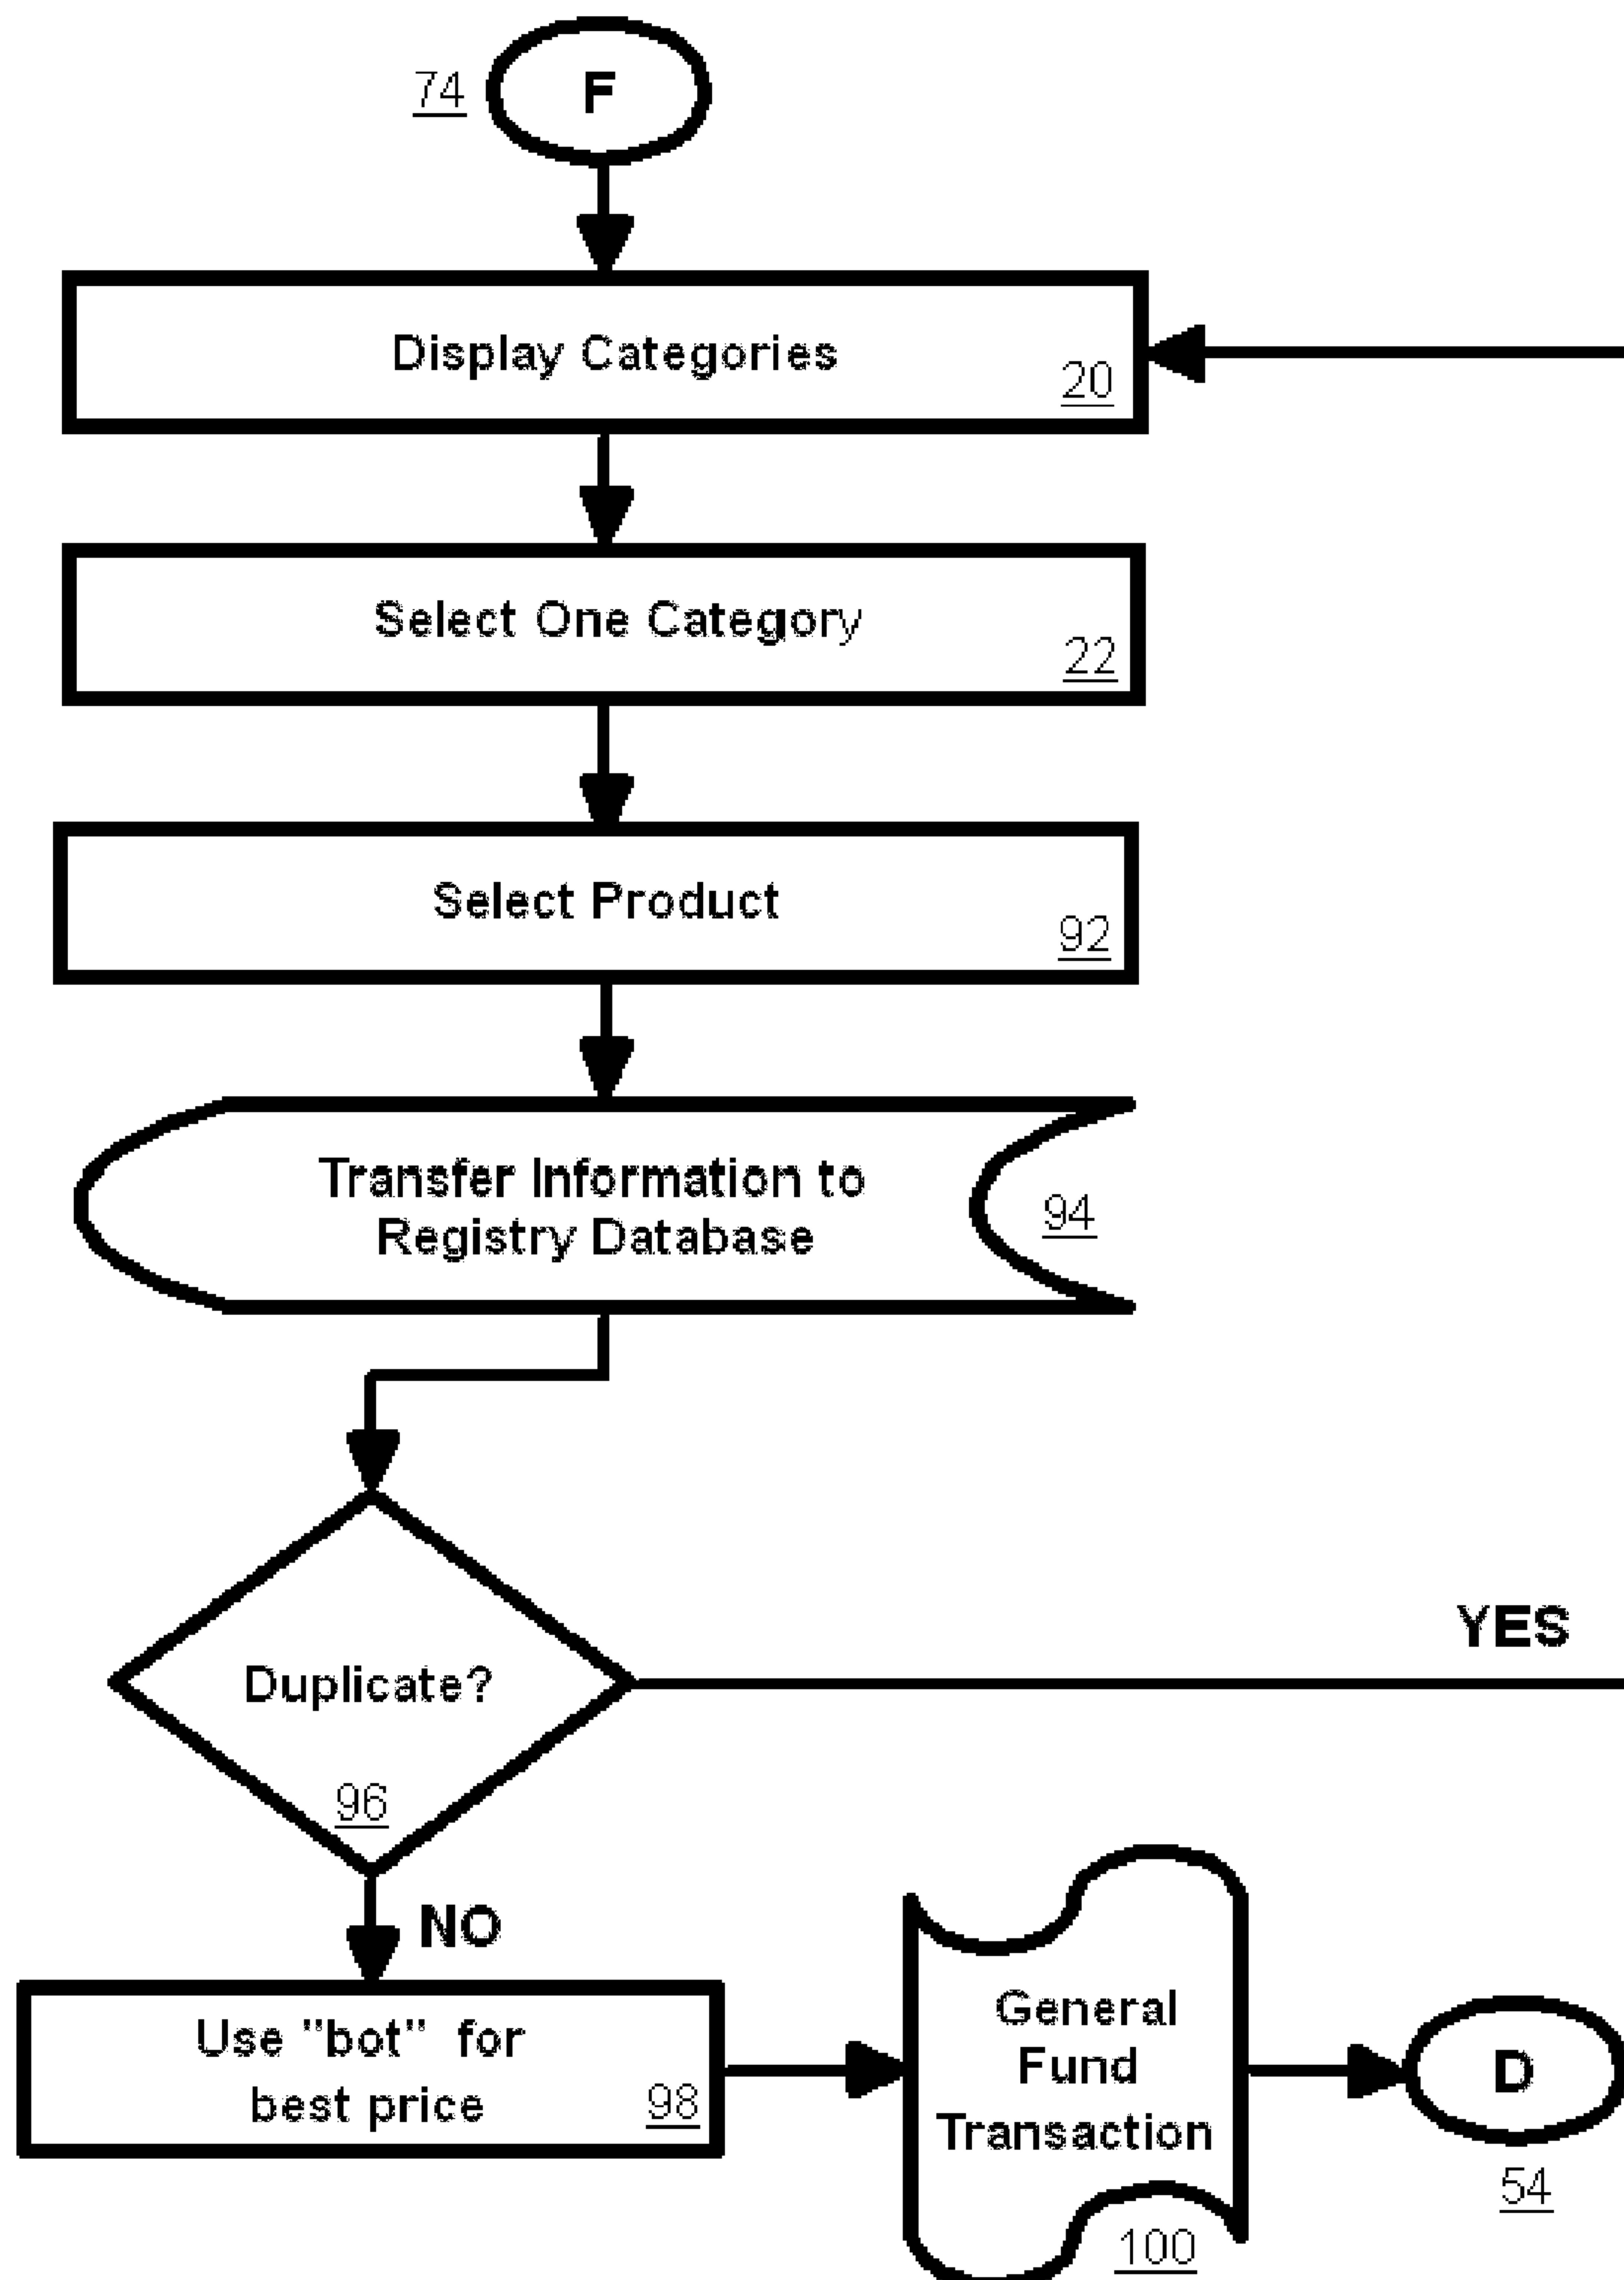 74
F
Display Categories
20
Select One Category
22
Select Product
92
Transfer Information to
Registry Database
94
YES
Duplicate?
96
NO
Use "bot" for
best price
98
General
Fund
Transaction
100
D
54